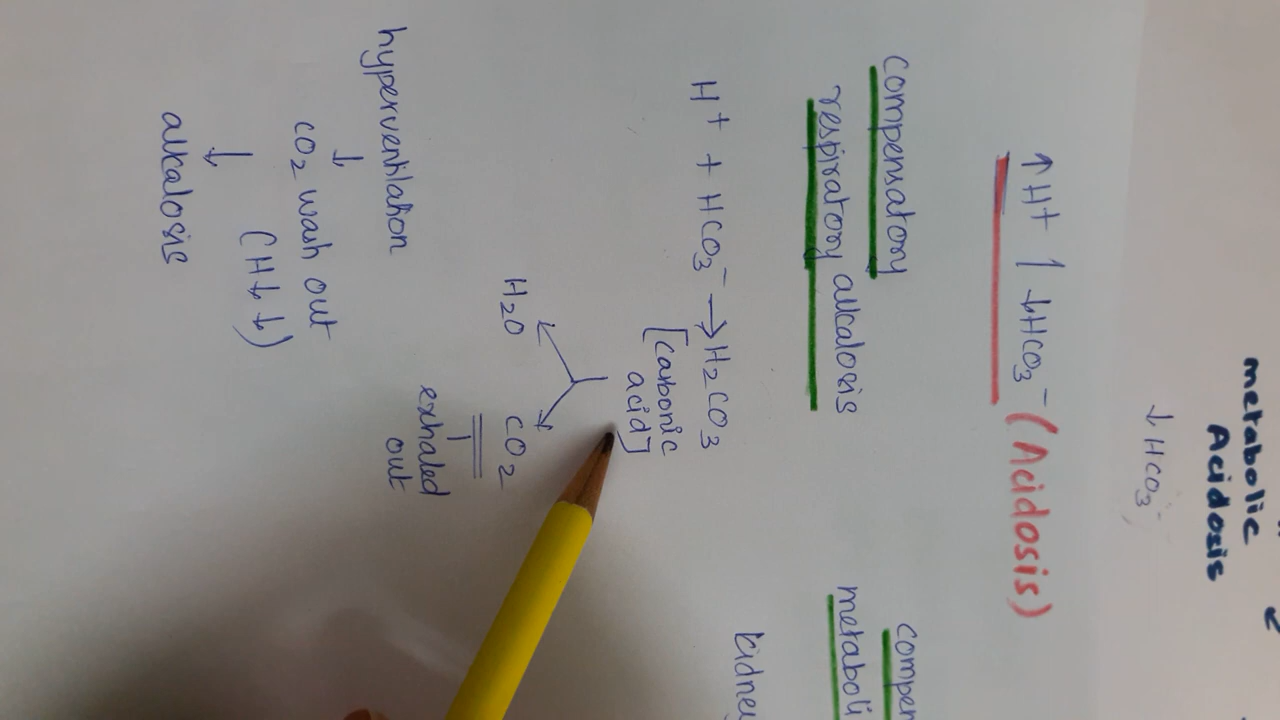 metabolic
Acidosis
↓ HCO3-
↑H+ / ↓HCO3- (Acidosis)
compensatory
respiratory alkalosis
H+ + HCO3- → H2CO3
[carbonic
acid]
H2O CO2
exhaled
out
hyperventilation
↓
CO2 wash out
↓ (H↓↓)
alkalosis
compen
metaboli
kidney